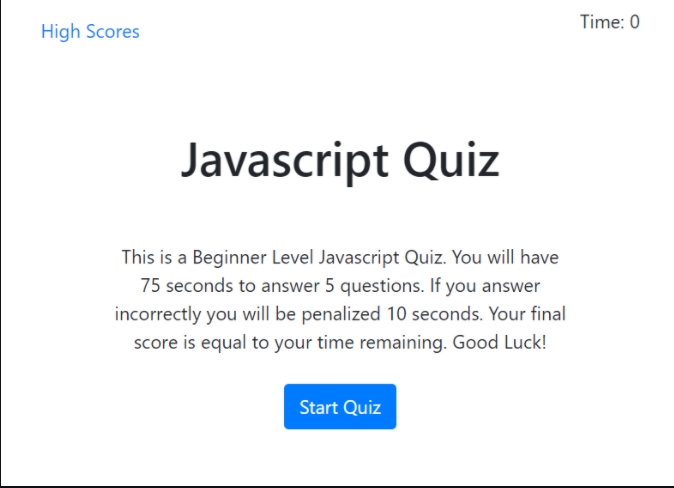 High Scores
Time: 0
Javascript Quiz
This is a Beginner Level Javascript Quiz. You will have
75 seconds to answer 5 questions. If you answer
incorrectly you will be penalized 10 seconds. Your final
score is equal to your time remaining. Good Luck!
Start Quiz